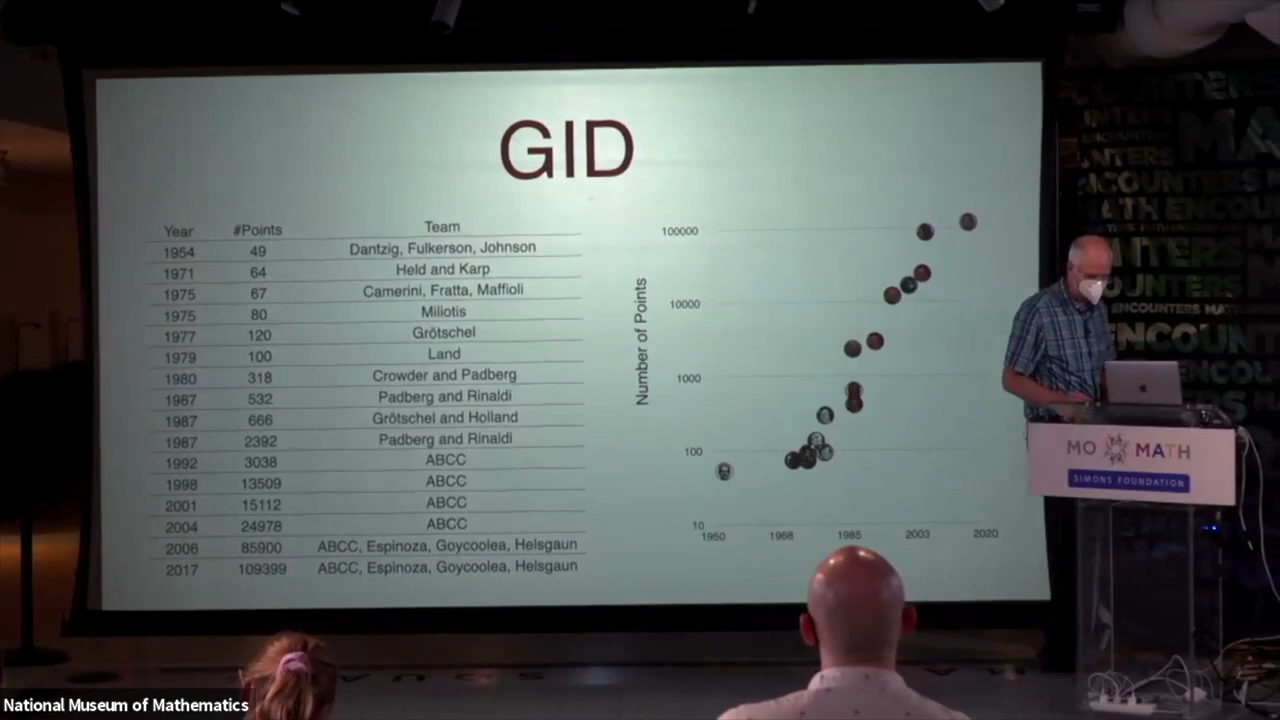 GID
Year #Points Team
1954 49 Dantzig, Fulkerson, Johnson
1971 64 Held and Karp
1975 67 Camerini, Fratta, Maffioli
1975 80 Miliotis
1977 120 Grötschel
1979 100 Land
1980 318 Crowder and Padberg
1987 532 Padberg and Rinaldi
1987 666 Grötschel and Holland
1987 2392 Padberg and Rinaldi
1992 3038 ABCC
1998 13509 ABCC
2001 15112 ABCC
2004 24978 ABCC
2006 85900 ABCC, Espinoza, Goycoolea, Helsgaun
2017 109399 ABCC, Espinoza, Goycoolea, Helsgaun
Number of Points
100000
10000
1000
100
10
1950 1968 1985 2003 2020
ENCOUNTERS
MO MATH
SIMONS FOUNDATION
National Museum of Mathematics